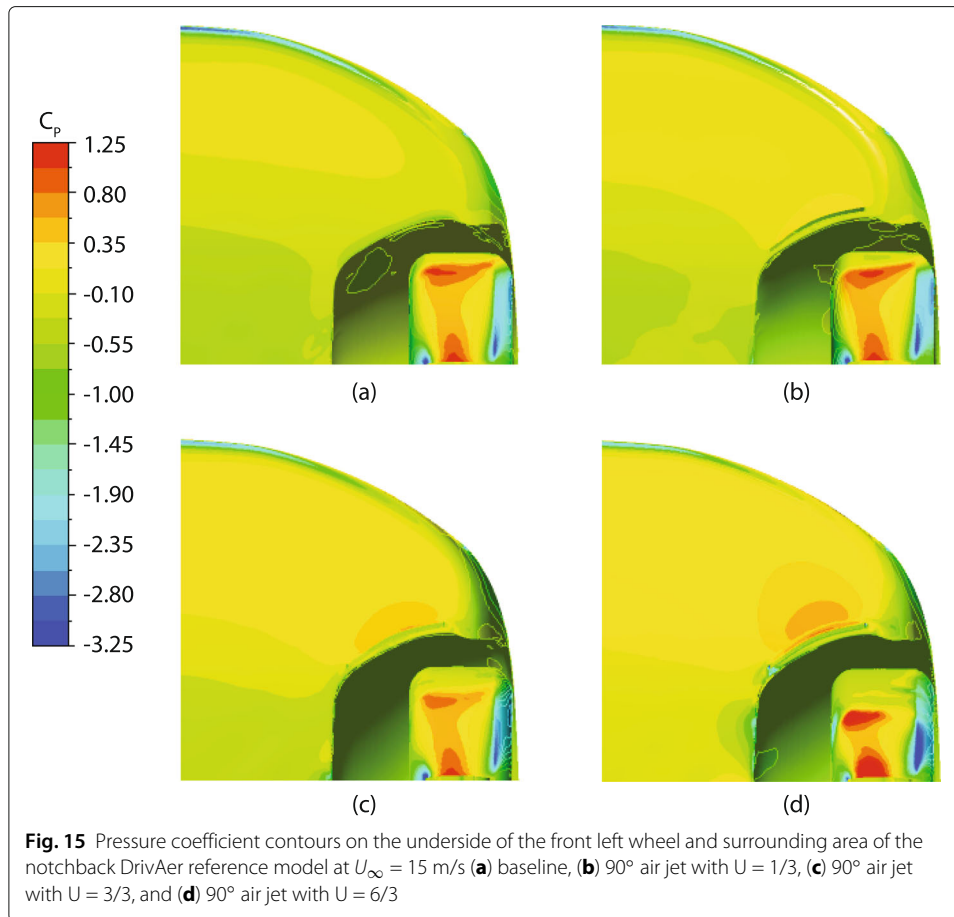 C_P
1.25
0.80
0.35
-0.10
-0.55
-1.00
-1.45
-1.90
-2.35
-2.80
-3.25
(a)
(b)
(c)
(d)
Fig. 15 Pressure coefficient contours on the underside of the front left wheel and surrounding area of the
notchback DrivAer reference model at U∞ = 15 m/s (a) baseline, (b) 90° air jet with U = 1/3, (c) 90° air jet
with U = 3/3, and (d) 90° air jet with U = 6/3